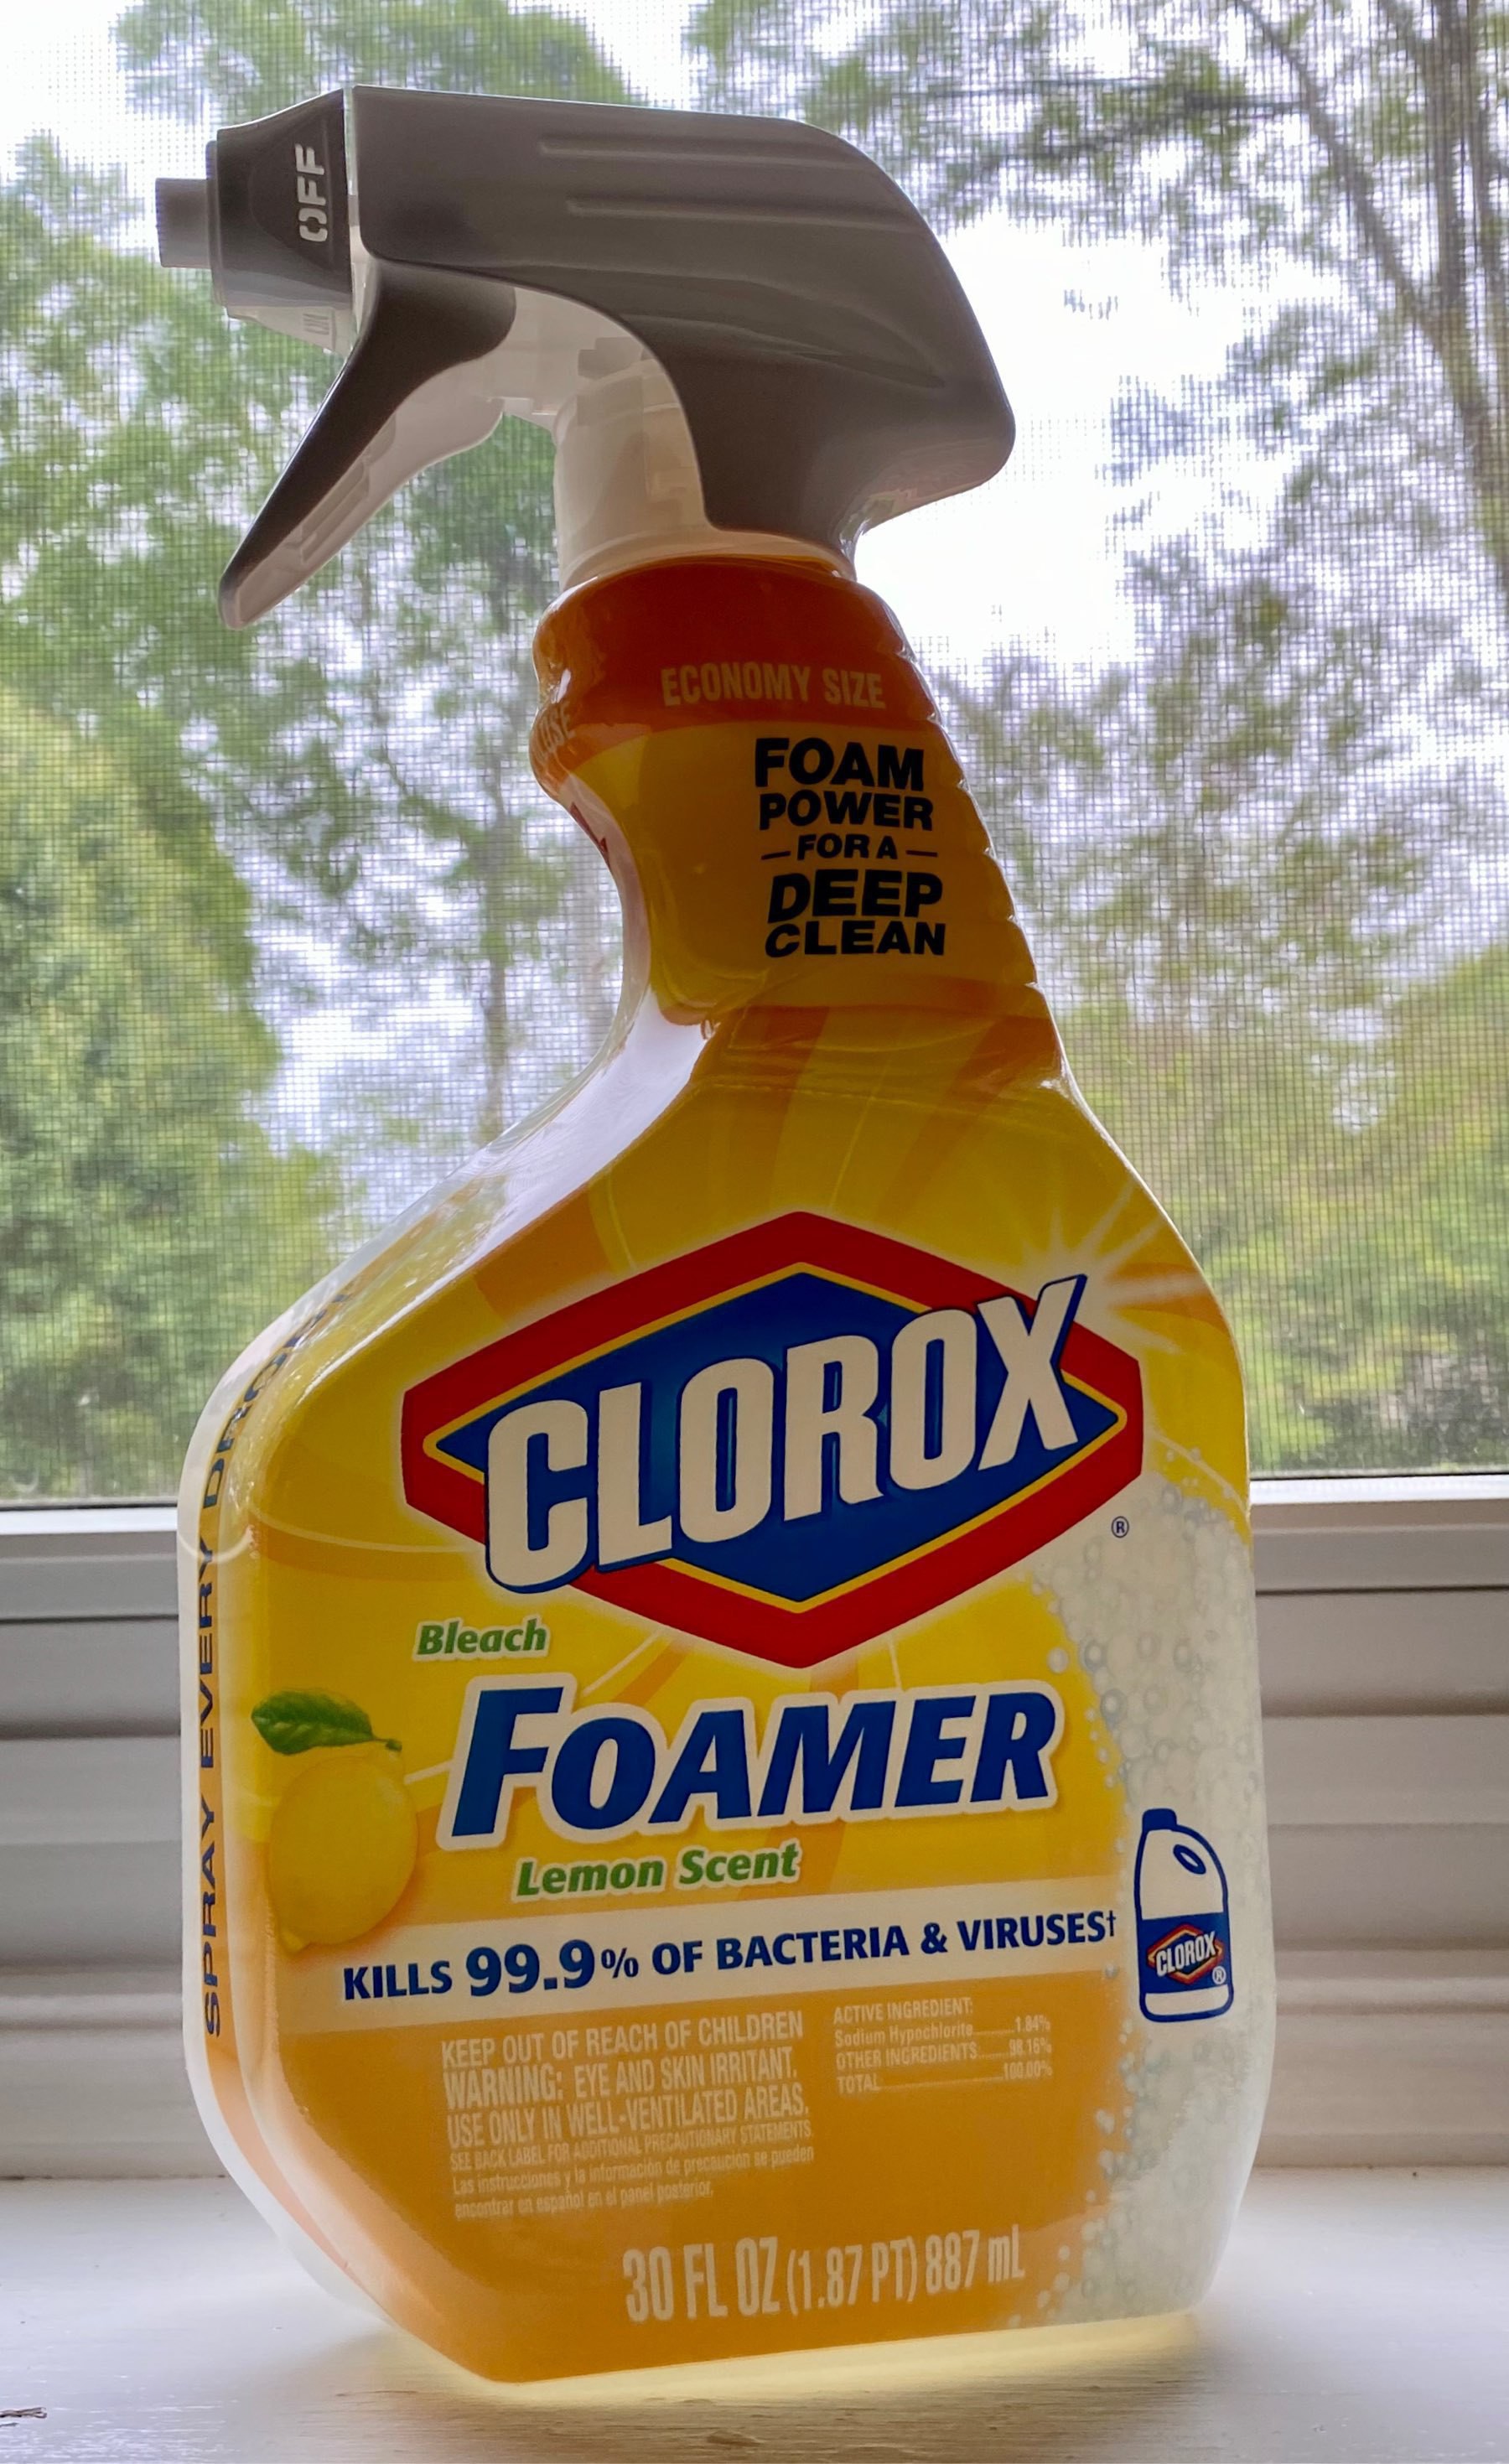 OFF
ECONOMY SIZE
USE
FOAM
POWER
— FOR A —
DEEP
CLEAN
CLOROX
®
Bleach
FOAMER
Lemon Scent
KILLS 99.9% OF BACTERIA & VIRUSES†
CLOROX
®
SPRAY EVERY DROP
KEEP OUT OF REACH OF CHILDREN
WARNING: EYE AND SKIN IRRITANT.
USE ONLY IN WELL-VENTILATED AREAS.
SEE BACK LABEL FOR ADDITIONAL PRECAUTIONARY STATEMENTS
Las instrucciones y la información de precaución se pueden
encontrar en español en el panel posterior.
ACTIVE INGREDIENT:
Sodium Hypochlorite..........1.84%
OTHER INGREDIENTS......98.16%
TOTAL......................100.00%
30 FL OZ (1.87 PT) 887 mL